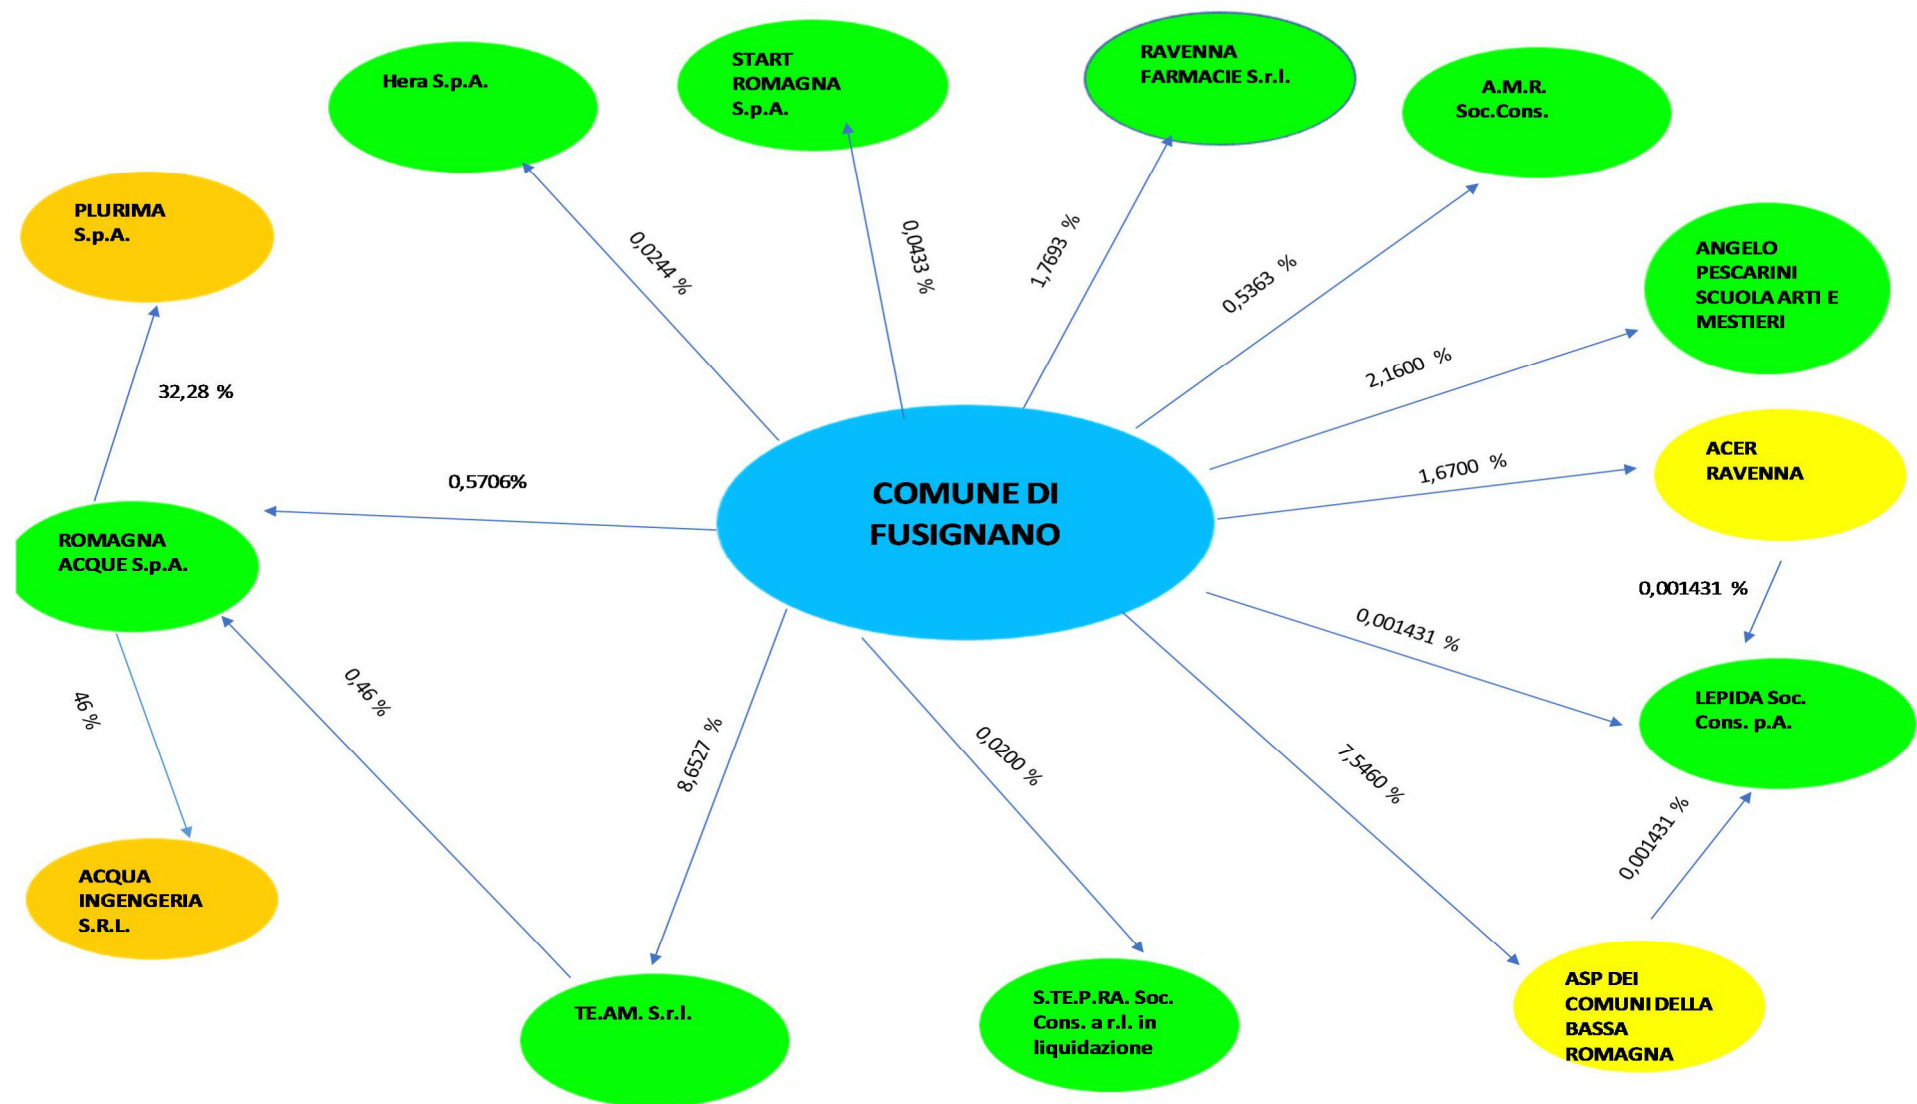 Hera S.p.A.
START
ROMAGNA
S.p.A.
RAVENNA
FARMACIE S.r.l.
A.M.R.
Soc.Cons.
PLURIMA
S.p.A.
ANGELO
PESCARINI
SCUOLA ARTI E
MESTIERI
0,0244 %
0,0433 %
1,7693 %
0,5363 %
2,1600 %
32,28 %
0,5706%
COMUNE DI
FUSIGNANO
1,6700 %
ACER
RAVENNA
ROMAGNA
ACQUE S.p.A.
0,001431 %
0,001431 %
LEPIDA Soc.
Cons. p.A.
46 %
0,46 %
8,6527 %
0,0200 %
7,5460 %
0,001431 %
ACQUA
INGENGERIA
S.R.L.
TE.AM. S.r.l.
S.TE.P.RA. Soc.
Cons. a r.l. in
liquidazione
ASP DEI
COMUNI DELLA
BASSA
ROMAGNA